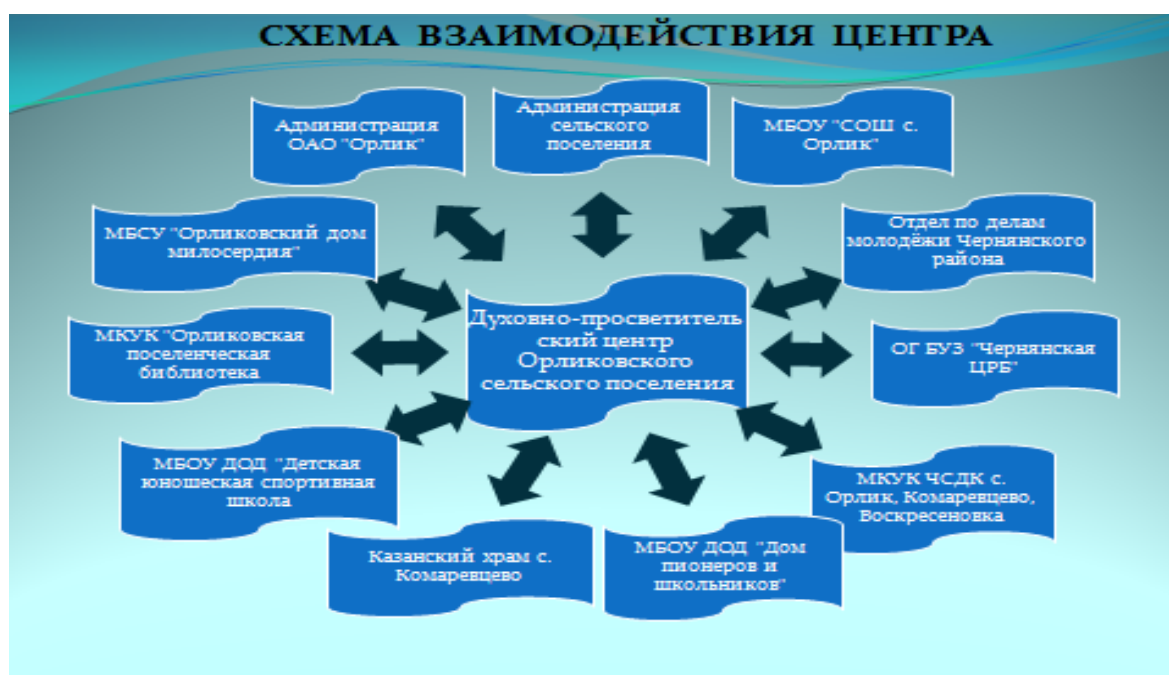 СХЕМА ВЗАИМОДЕЙСТВИЯ ЦЕНТРА
Администрация
ОАО "Орлик"
Администрация
сельского
поселения
МБОУ "СОШ с.
Орлик"
МБСУ "Орликовский дом
милосердия"
Отдел по делам
молодёжи Чернянского
района
МКУК "Орликовская
поселенческая
библиотека
Духовно-просветитель
ский центр
Орликовского
сельского поселения
ОГ БУЗ "Чернянская
ЦРБ"
МБОУ ДОД "Детская
юношеская спортивная
школа
МКУК ЧСДК с.
Орлик, Комаревцево,
Воскресеновка
Казанский храм с.
Комаревцево
МБОУ ДОД "Дом
пионеров и
школьников"